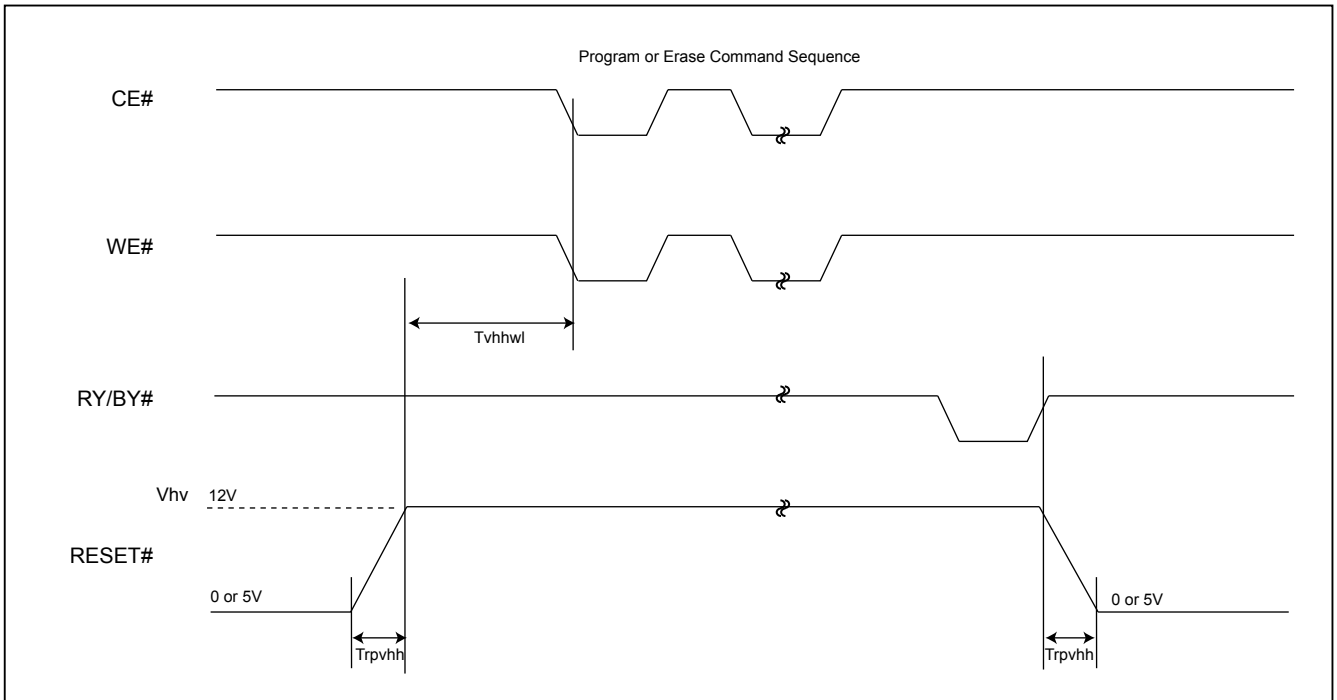 Program or Erase Command Sequence
CE#
WE#
Tvhhwl
RY/BY#
Vhv 12V
RESET#
0 or 5V 0 or 5V
Trpvhh Trpvhh